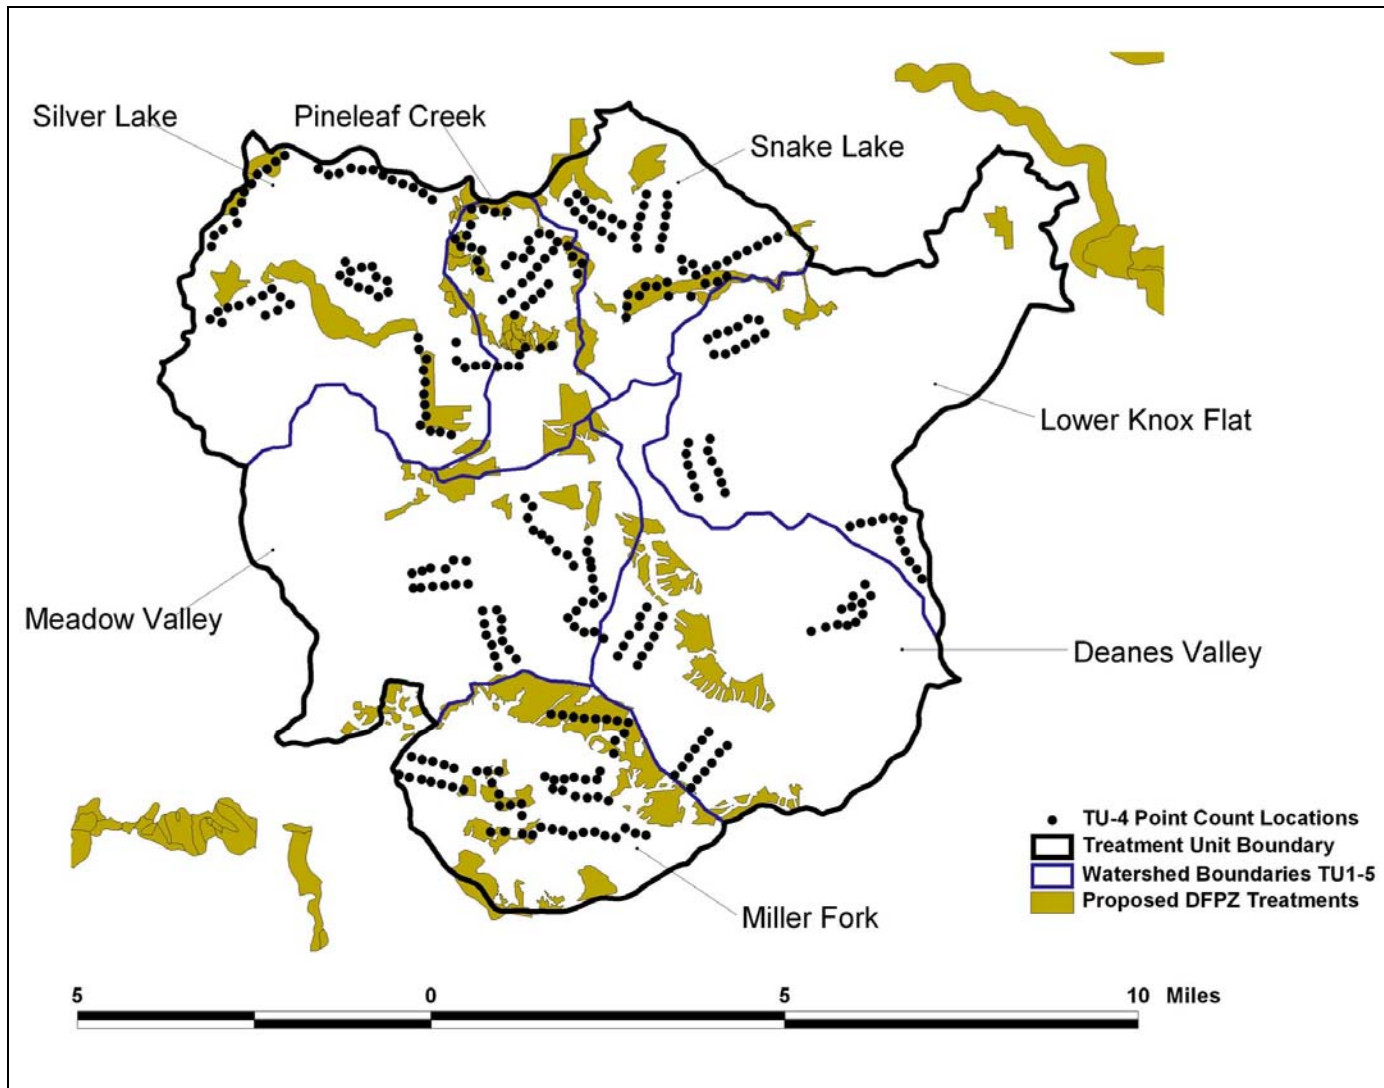 Silver Lake
Pineleaf Creek
Snake Lake
Lower Knox Flat
Meadow Valley
Deanes Valley
TU-4 Point Count Locations
Treatment Unit Boundary
Watershed Boundaries TU1-5
Proposed DFPZ Treatments
Miller Fork
5 0 5 10 Miles